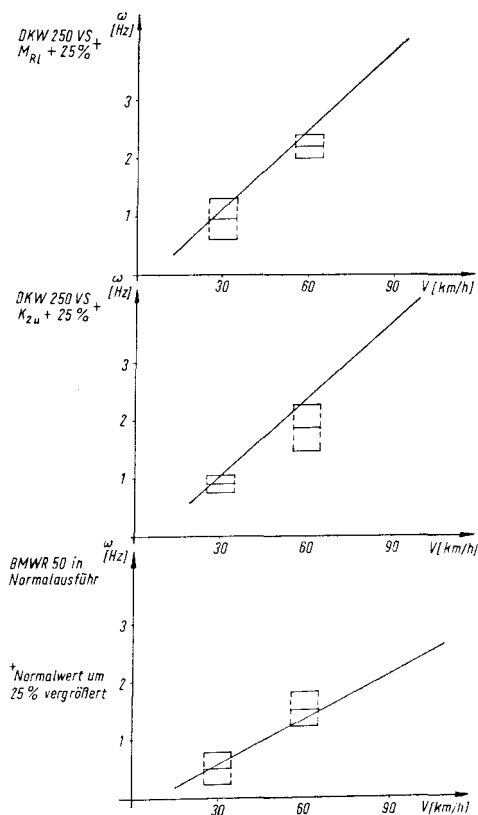 ω
[Hz]
DKW 250 VS +
M_Rl + 25% +
3
2
1
30 60 90 V [km/h]
ω
[Hz]
DKW 250 VS +
K_2u + 25% +
3
2
1
30 60 90 V [km/h]
ω
[Hz]
BMWR 50 in
Normalausführ
3
+Normalwert um
25 % vergrößert
2
1
30 60 90 V[km/h]